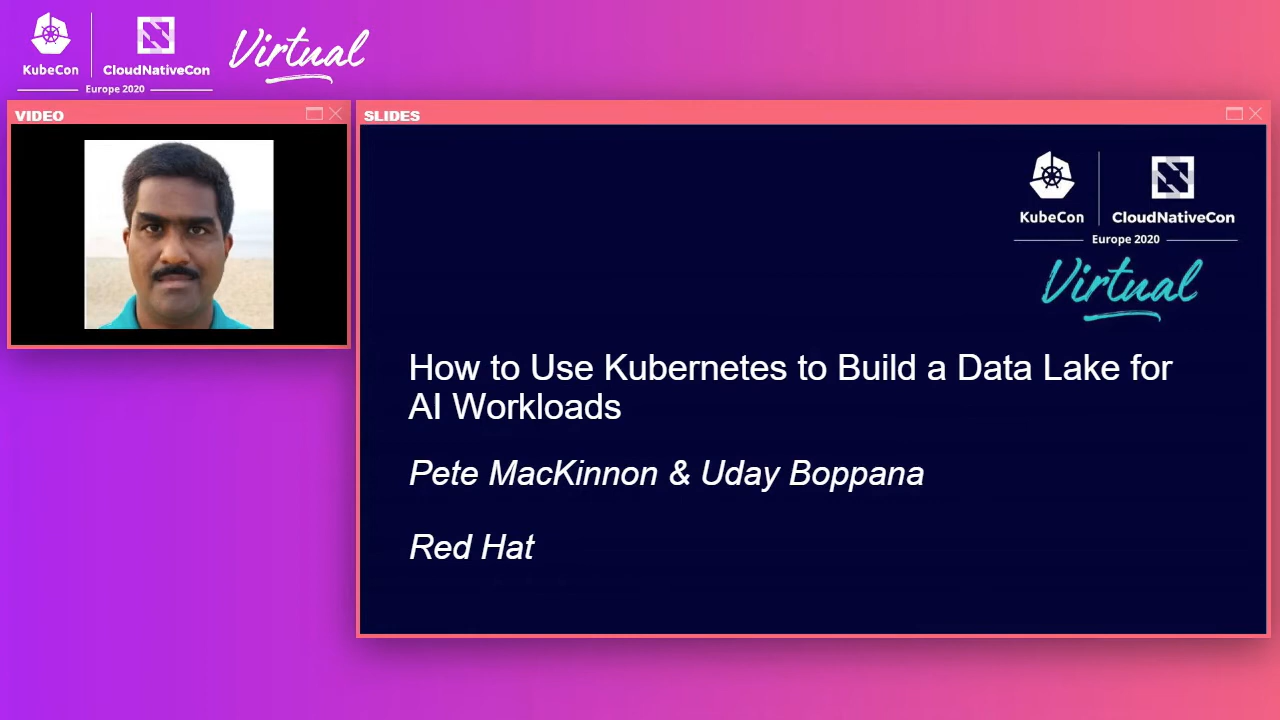 KubeCon
CloudNativeCon
Europe 2020
Virtual
VIDEO
SLIDES
KubeCon
CloudNativeCon
Europe 2020
Virtual
How to Use Kubernetes to Build a Data Lake for
AI Workloads
Pete MacKinnon & Uday Boppana
Red Hat